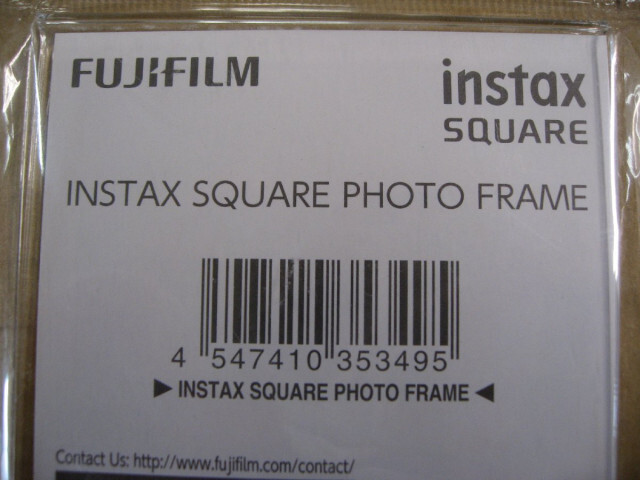 FUJIFILM
instax
SQUARE
INSTAX SQUARE PHOTO FRAME
4 547410 353495
▶ INSTAX SQUARE PHOTO FRAME ◀
Contact Us: http://www.fujifilm.com/contact/